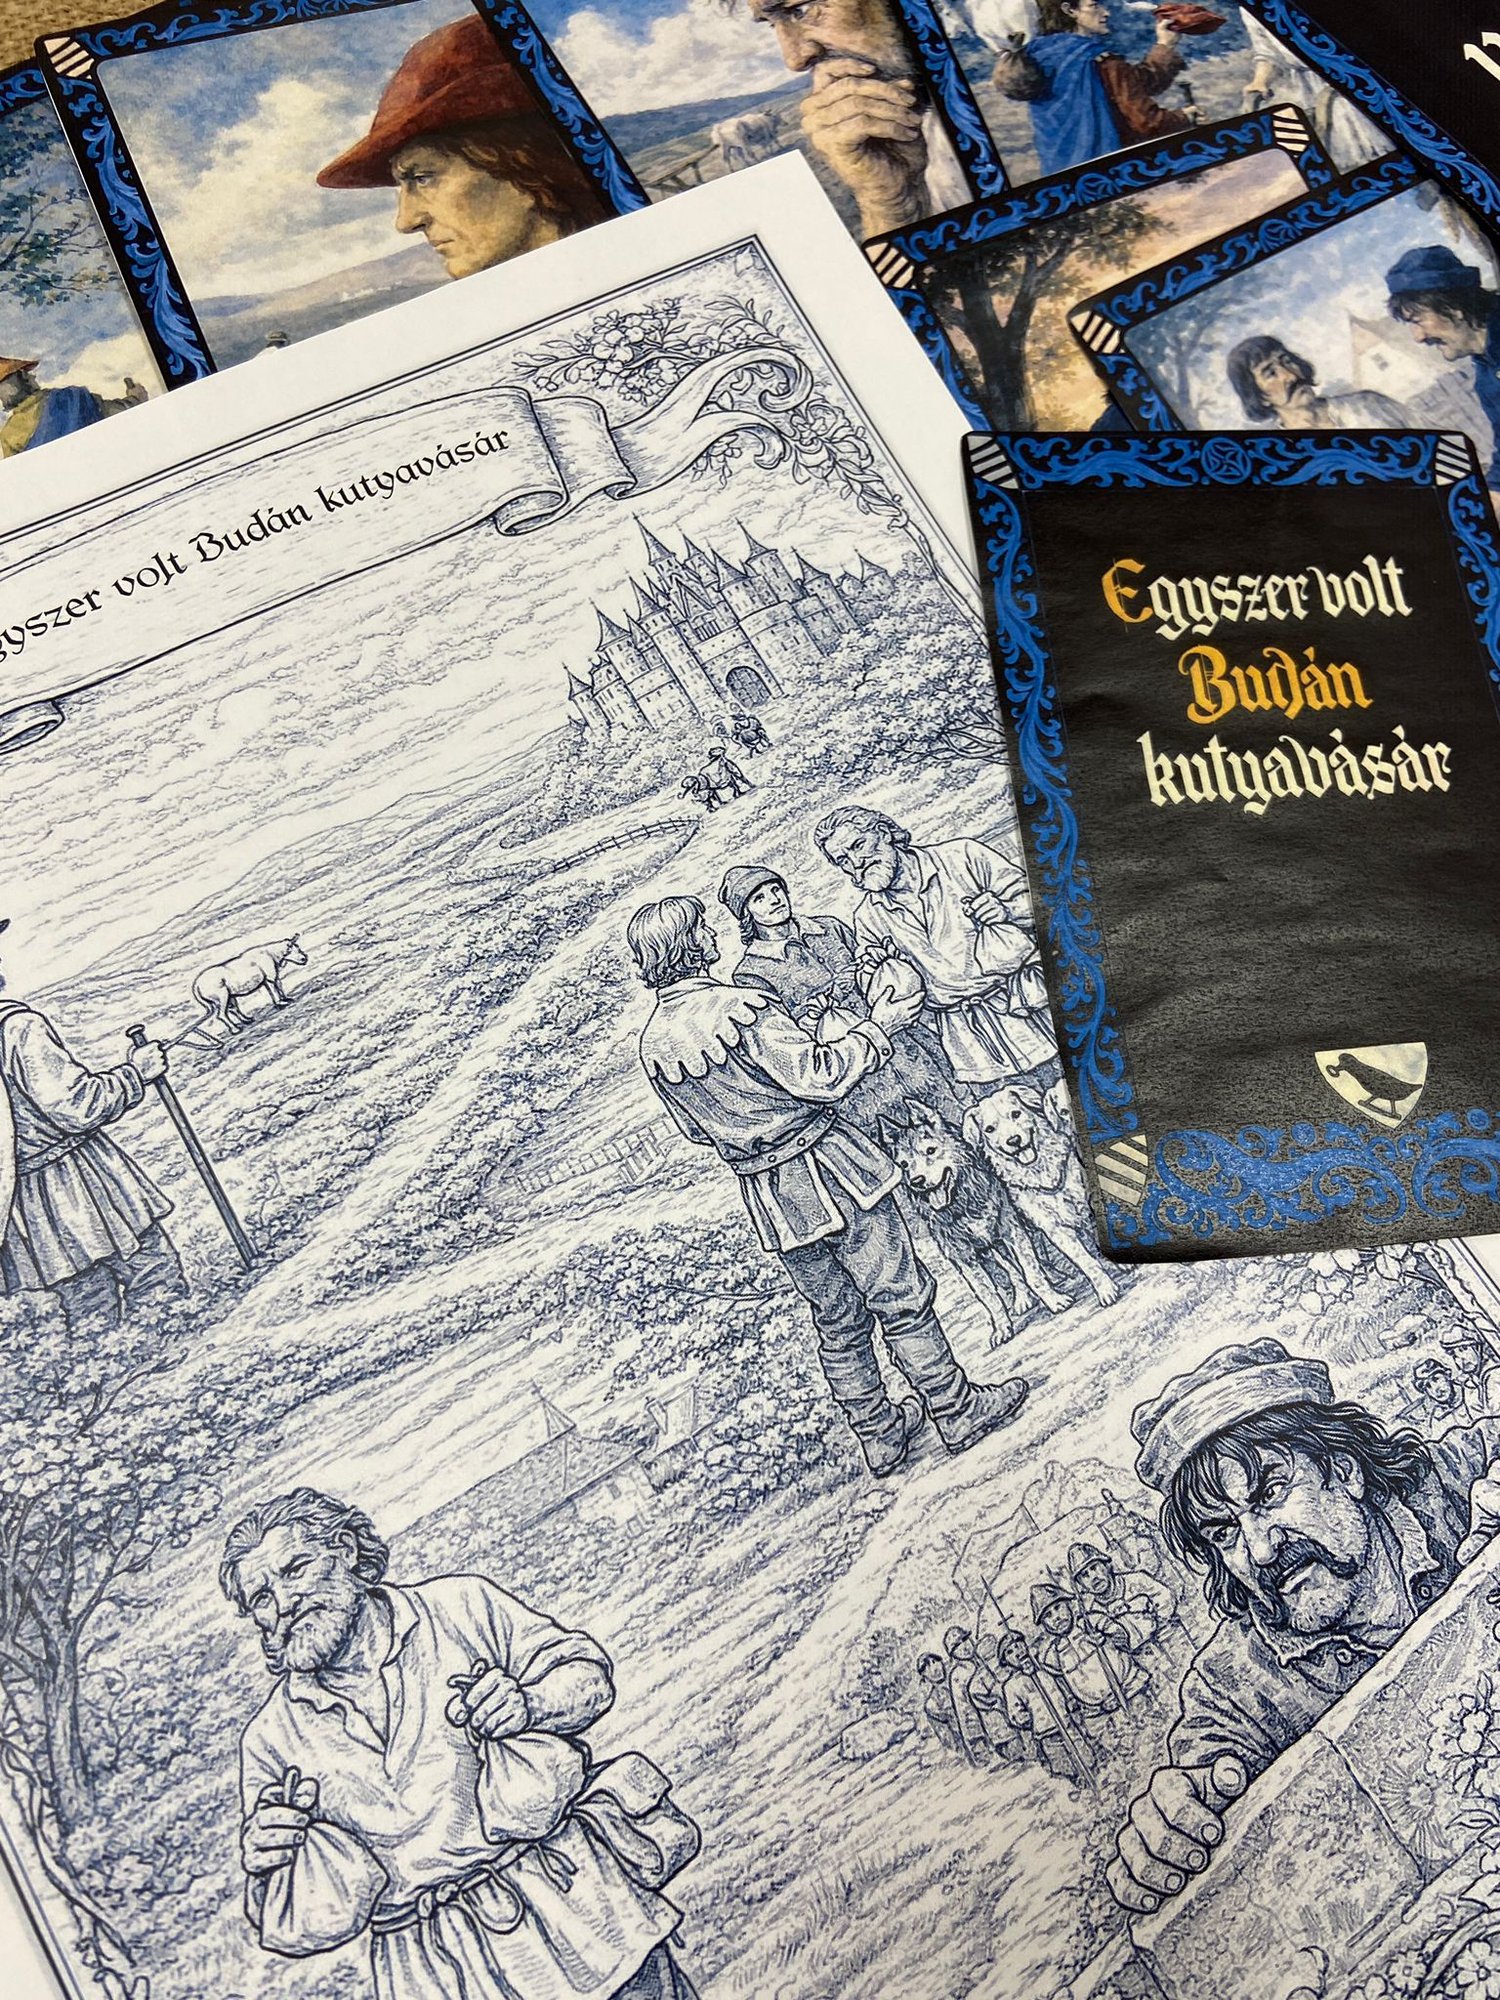 gyszer volt Budán kutyavásár
Egyszer volt
Budán
kutyavásár